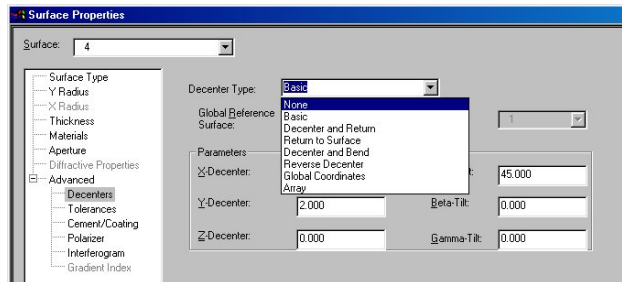 Surface Properties
Surface: 4
Surface Type
Y Radius
X Radius
Thickness
Materials
Aperture
Diffractive Properties
Advanced
Decenters
Tolerances
Cement/Coating
Polarizer
Interferogram
Gradient Index
Decenter Type: Basic
None
Basic
Decenter and Return
Return to Surface
Decenter and Bend
Reverse Decenter
Global Coordinates
Array
Global Reference
Surface: 1
Parameters
X-Decenter: 45.000
Y-Decenter: 2.000 Beta-Tilt: 0.000
Z-Decenter: 0.000 Gamma-Tilt: 0.000